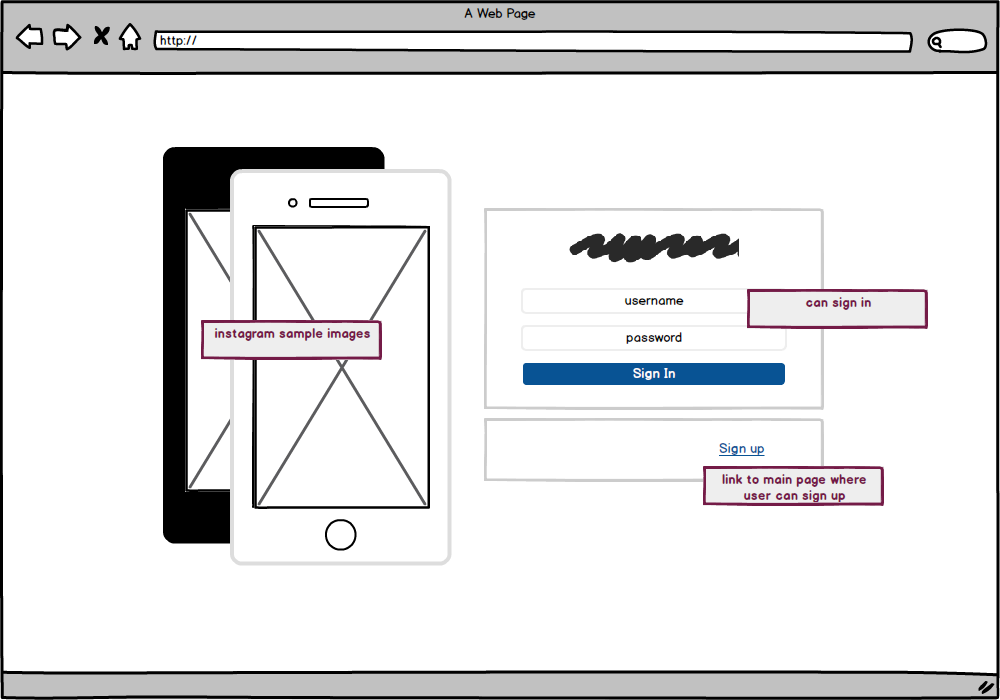 A Web Page
http://
username
can sign in
instagram sample images
password
Sign In
Sign up
link to main page where
user can sign up